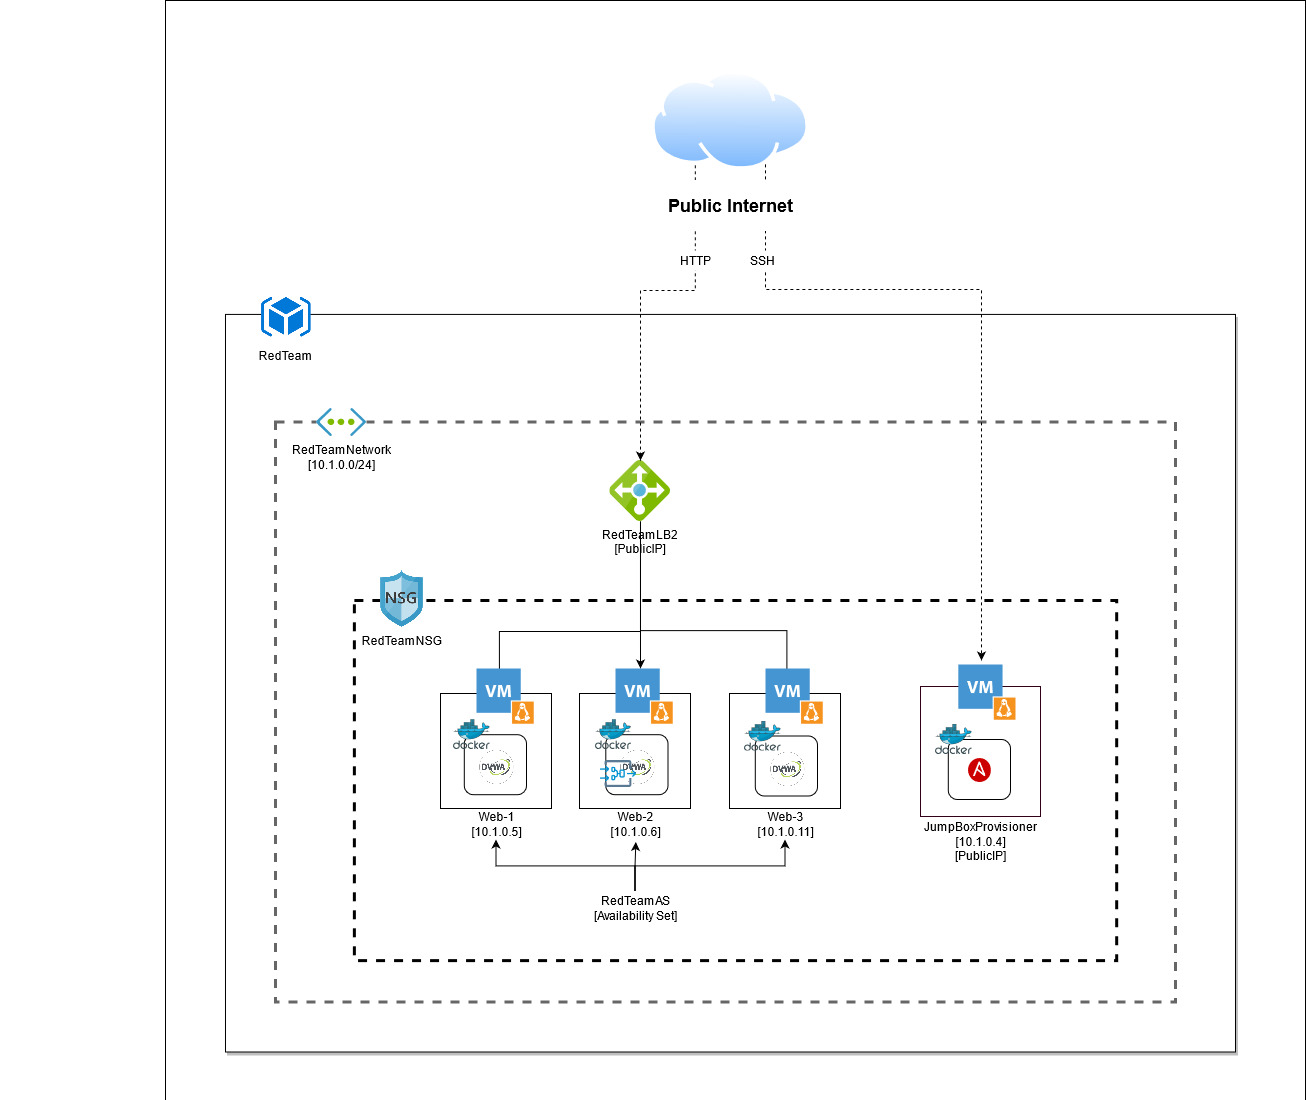 Public Internet
HTTP
SSH
RedTeam
RedTeamNetwork
[10.1.0.0/24]
RedTeamLB2
[PublicIP]
NSG
RedTeamNSG
VM
VM
VM
VM
docker
docker
docker
docker
DVWA
DVWA
DVWA
A
Web-1
[10.1.0.5]
Web-2
[10.1.0.6]
Web-3
[10.1.0.11]
JumpBoxProvisioner
[10.1.0.4]
[PublicIP]
RedTeamAS
[Availability Set]